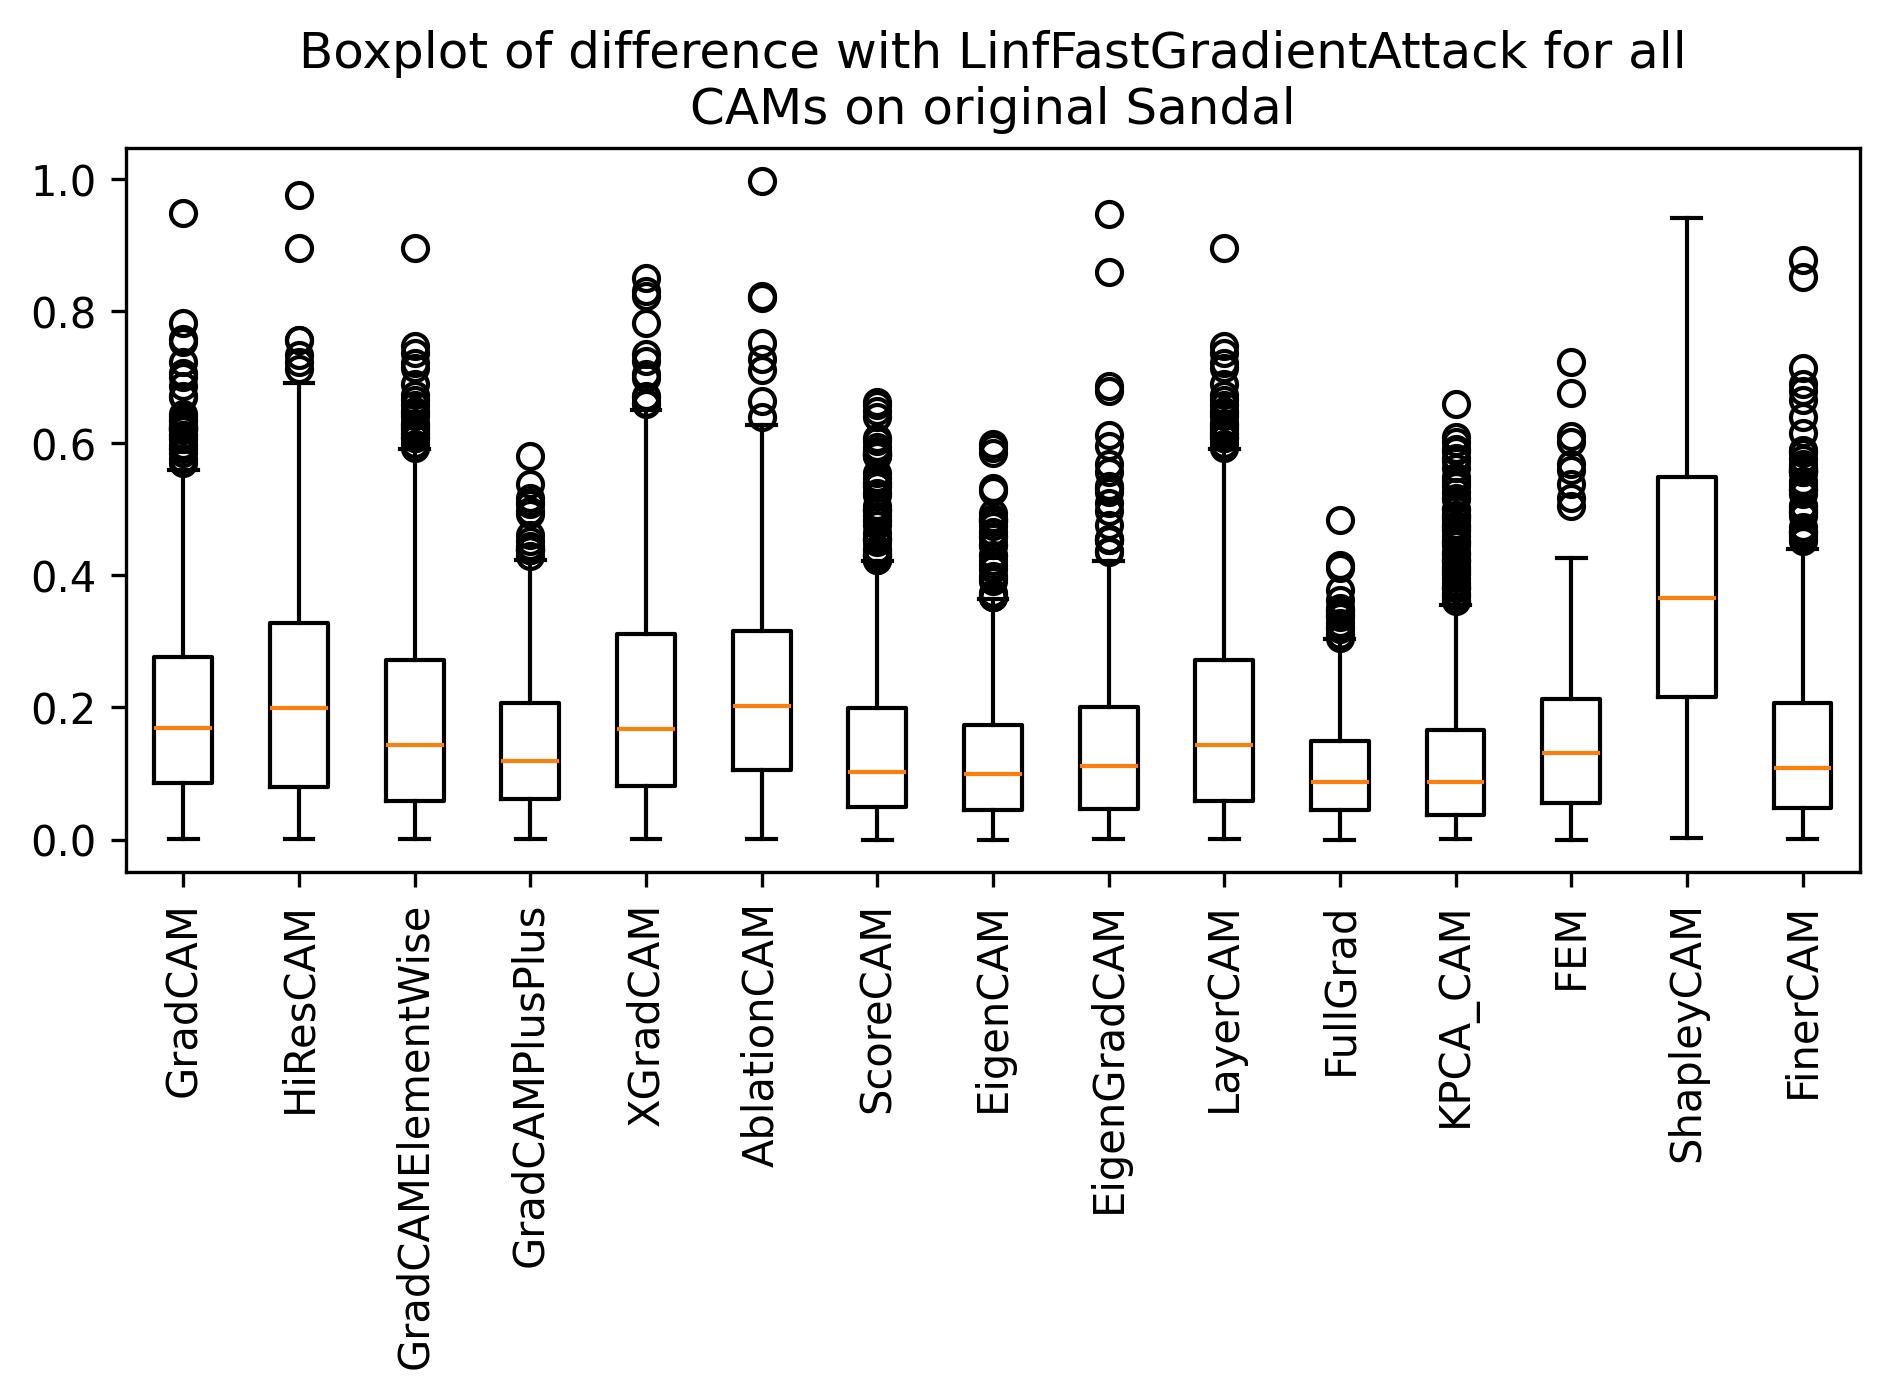 Boxplot of difference with LinfFastGradientAttack for all
CAMs on original Sandal
1.0
0.8
0.6
0.4
0.2
0.0
GradCAM
HiResCAM
GradCAMElementWise
GradCAMPlusPlus
XGradCAM
AblationCAM
ScoreCAM
EigenCAM
EigenGradCAM
LayerCAM
FullGrad
KPCA_CAM
FEM
ShapleyCAM
FinerCAM